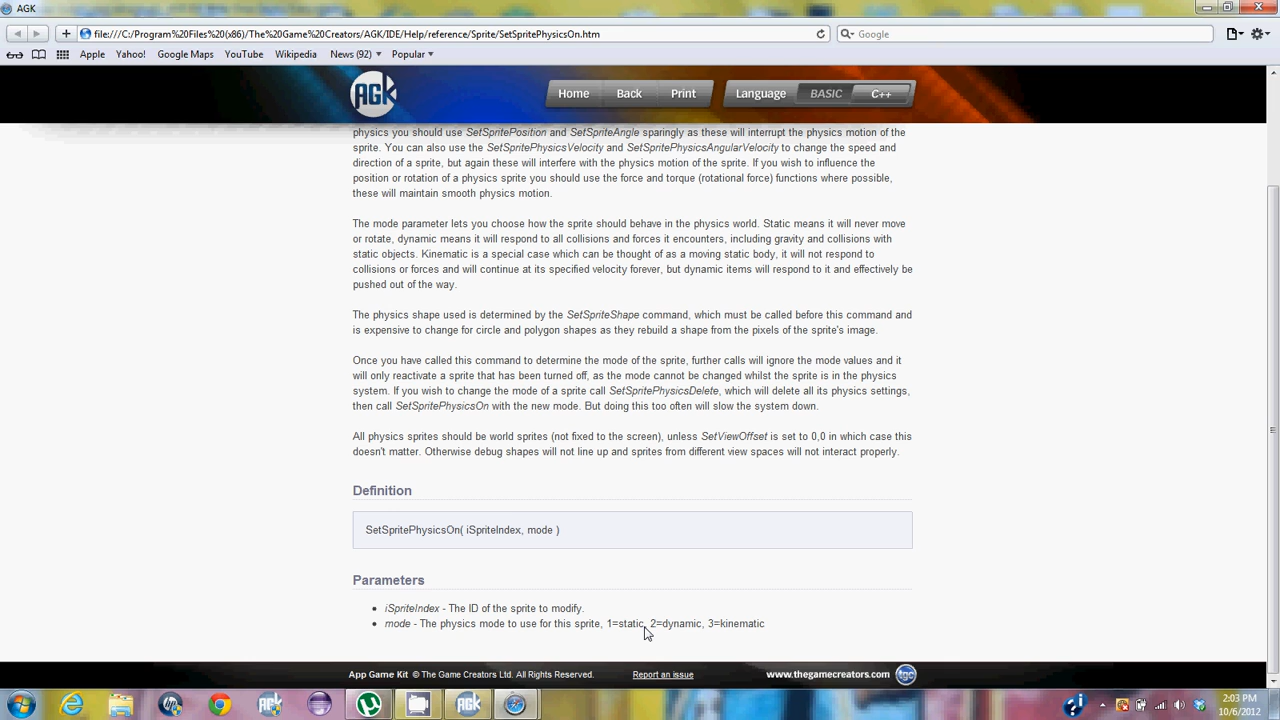 AGK
file:///C:/Program%20Files%20(x86)/The%20Game%20Creators/AGK/IDE/Help/reference/Sprite/SetSpritePhysicsOn.htm
Google
Apple Yahoo! Google Maps YouTube Wikipedia News (92) Popular
AGK
Home Back Print Language BASIC C++
physics you should use SetSpritePosition and SetSpriteAngle sparingly as these will interrupt the physics motion of the
sprite. You can also use the SetSpritePhysicsVelocity and SetSpritePhysicsAngularVelocity to change the speed and
direction of a sprite, but again these will interfere with the physics motion of the sprite. If you wish to influence the
position or rotation of a physics sprite you should use the force and torque (rotational force) functions where possible,
these will maintain smooth physics motion.
The mode parameter lets you choose how the sprite should behave in the physics world. Static means it will never move
or rotate, dynamic means it will respond to all collisions and forces it encounters, including gravity and collisions with
static objects. Kinematic is a special case which can be thought of as a moving static body, it will not respond to
collisions or forces and will continue at its specified velocity forever, but dynamic items will respond to it and effectively be
pushed out of the way.
The physics shape used is determined by the SetSpriteShape command, which must be called before this command and
is expensive to change for circle and polygon shapes as they rebuild a shape from the pixels of the sprite's image.
Once you have called this command to determine the mode of the sprite, further calls will ignore the mode values and it
will only reactivate a sprite that has been turned off, as the mode cannot be changed whilst the sprite is in the physics
system. If you wish to change the mode of a sprite call SetSpritePhysicsDelete, which will delete all its physics settings,
then call SetSpritePhysicsOn with the new mode. But doing this too often will slow the system down.
All physics sprites should be world sprites (not fixed to the screen), unless SetViewOffset is set to 0,0 in which case this
doesn't matter. Otherwise debug shapes will not line up and sprites from different view spaces will not interact properly.
Definition
SetSpritePhysicsOn( iSpriteIndex, mode )
Parameters
• iSpriteIndex - The ID of the sprite to modify.
• mode - The physics mode to use for this sprite, 1=static, 2=dynamic, 3=kinematic
App Game Kit © The Game Creators Ltd. All Rights Reserved. Report an issue www.thegamecreators.com
2:03 PM
10/6/2012